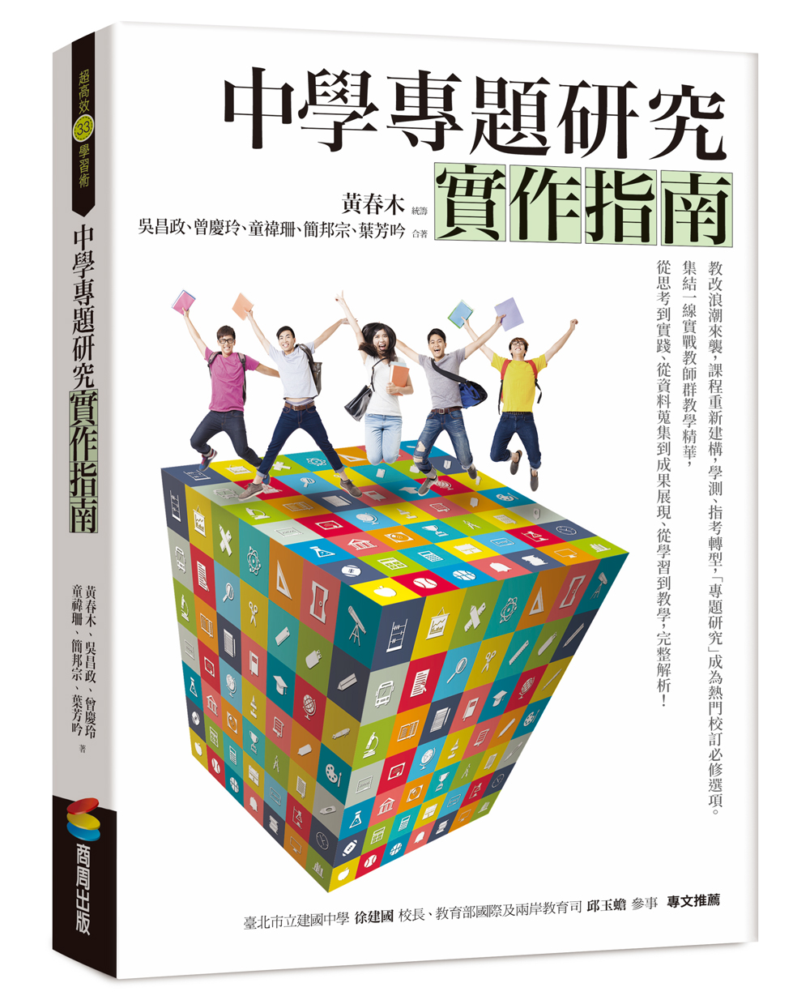 中學專題研究
實作指南
黃春木 統籌
吳昌政、曾慶玲、童禕珊、簡邦宗、葉芳吟 合著
教改浪潮來襲，課程重新建構，學測、指考轉型，「專題研究」成為熱門校訂必修選項。
集結一線實戰教師群教學精華，
從思考到實踐、從資料蒐集到成果展現、從學習到教學，完整解析！
臺北市立建國中學 徐建國 校長、教育部國際及兩岸教育司 邱玉蟾 參事 專文推薦
超高效 33 學習術
中學專題研究實作指南
黃春木、吳昌政、曾慶玲
童禕珊、簡邦宗、葉芳吟 著
商周出版